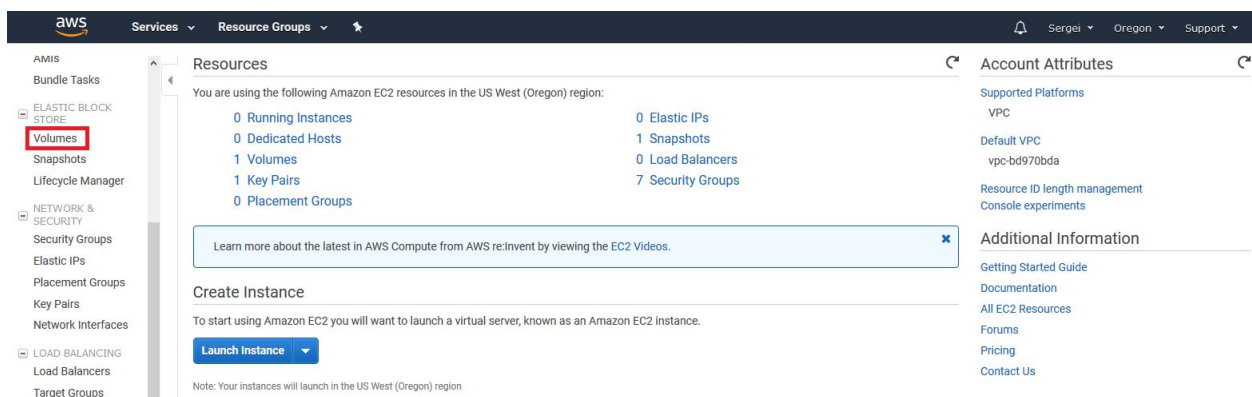 aws
Services
Resource Groups
Sergei
Oregon
Support
AMIs
Bundle Tasks
ELASTIC BLOCK
STORE
Volumes
Snapshots
Lifecycle Manager
NETWORK &
SECURITY
Security Groups
Elastic IPs
Placement Groups
Key Pairs
Network Interfaces
LOAD BALANCING
Load Balancers
Target Groups
Resources
You are using the following Amazon EC2 resources in the US West (Oregon) region:
0 Running Instances
0 Dedicated Hosts
1 Volumes
1 Key Pairs
0 Placement Groups
0 Elastic IPs
1 Snapshots
0 Load Balancers
7 Security Groups
Learn more about the latest in AWS Compute from AWS re:Invent by viewing the EC2 Videos.
Create Instance
To start using Amazon EC2 you will want to launch a virtual server, known as an Amazon EC2 instance.
Launch Instance
Note: Your instances will launch in the US West (Oregon) region
Account Attributes
Supported Platforms
VPC
Default VPC
vpc-bd970bda
Resource ID length management
Console experiments
Additional Information
Getting Started Guide
Documentation
All EC2 Resources
Forums
Pricing
Contact Us